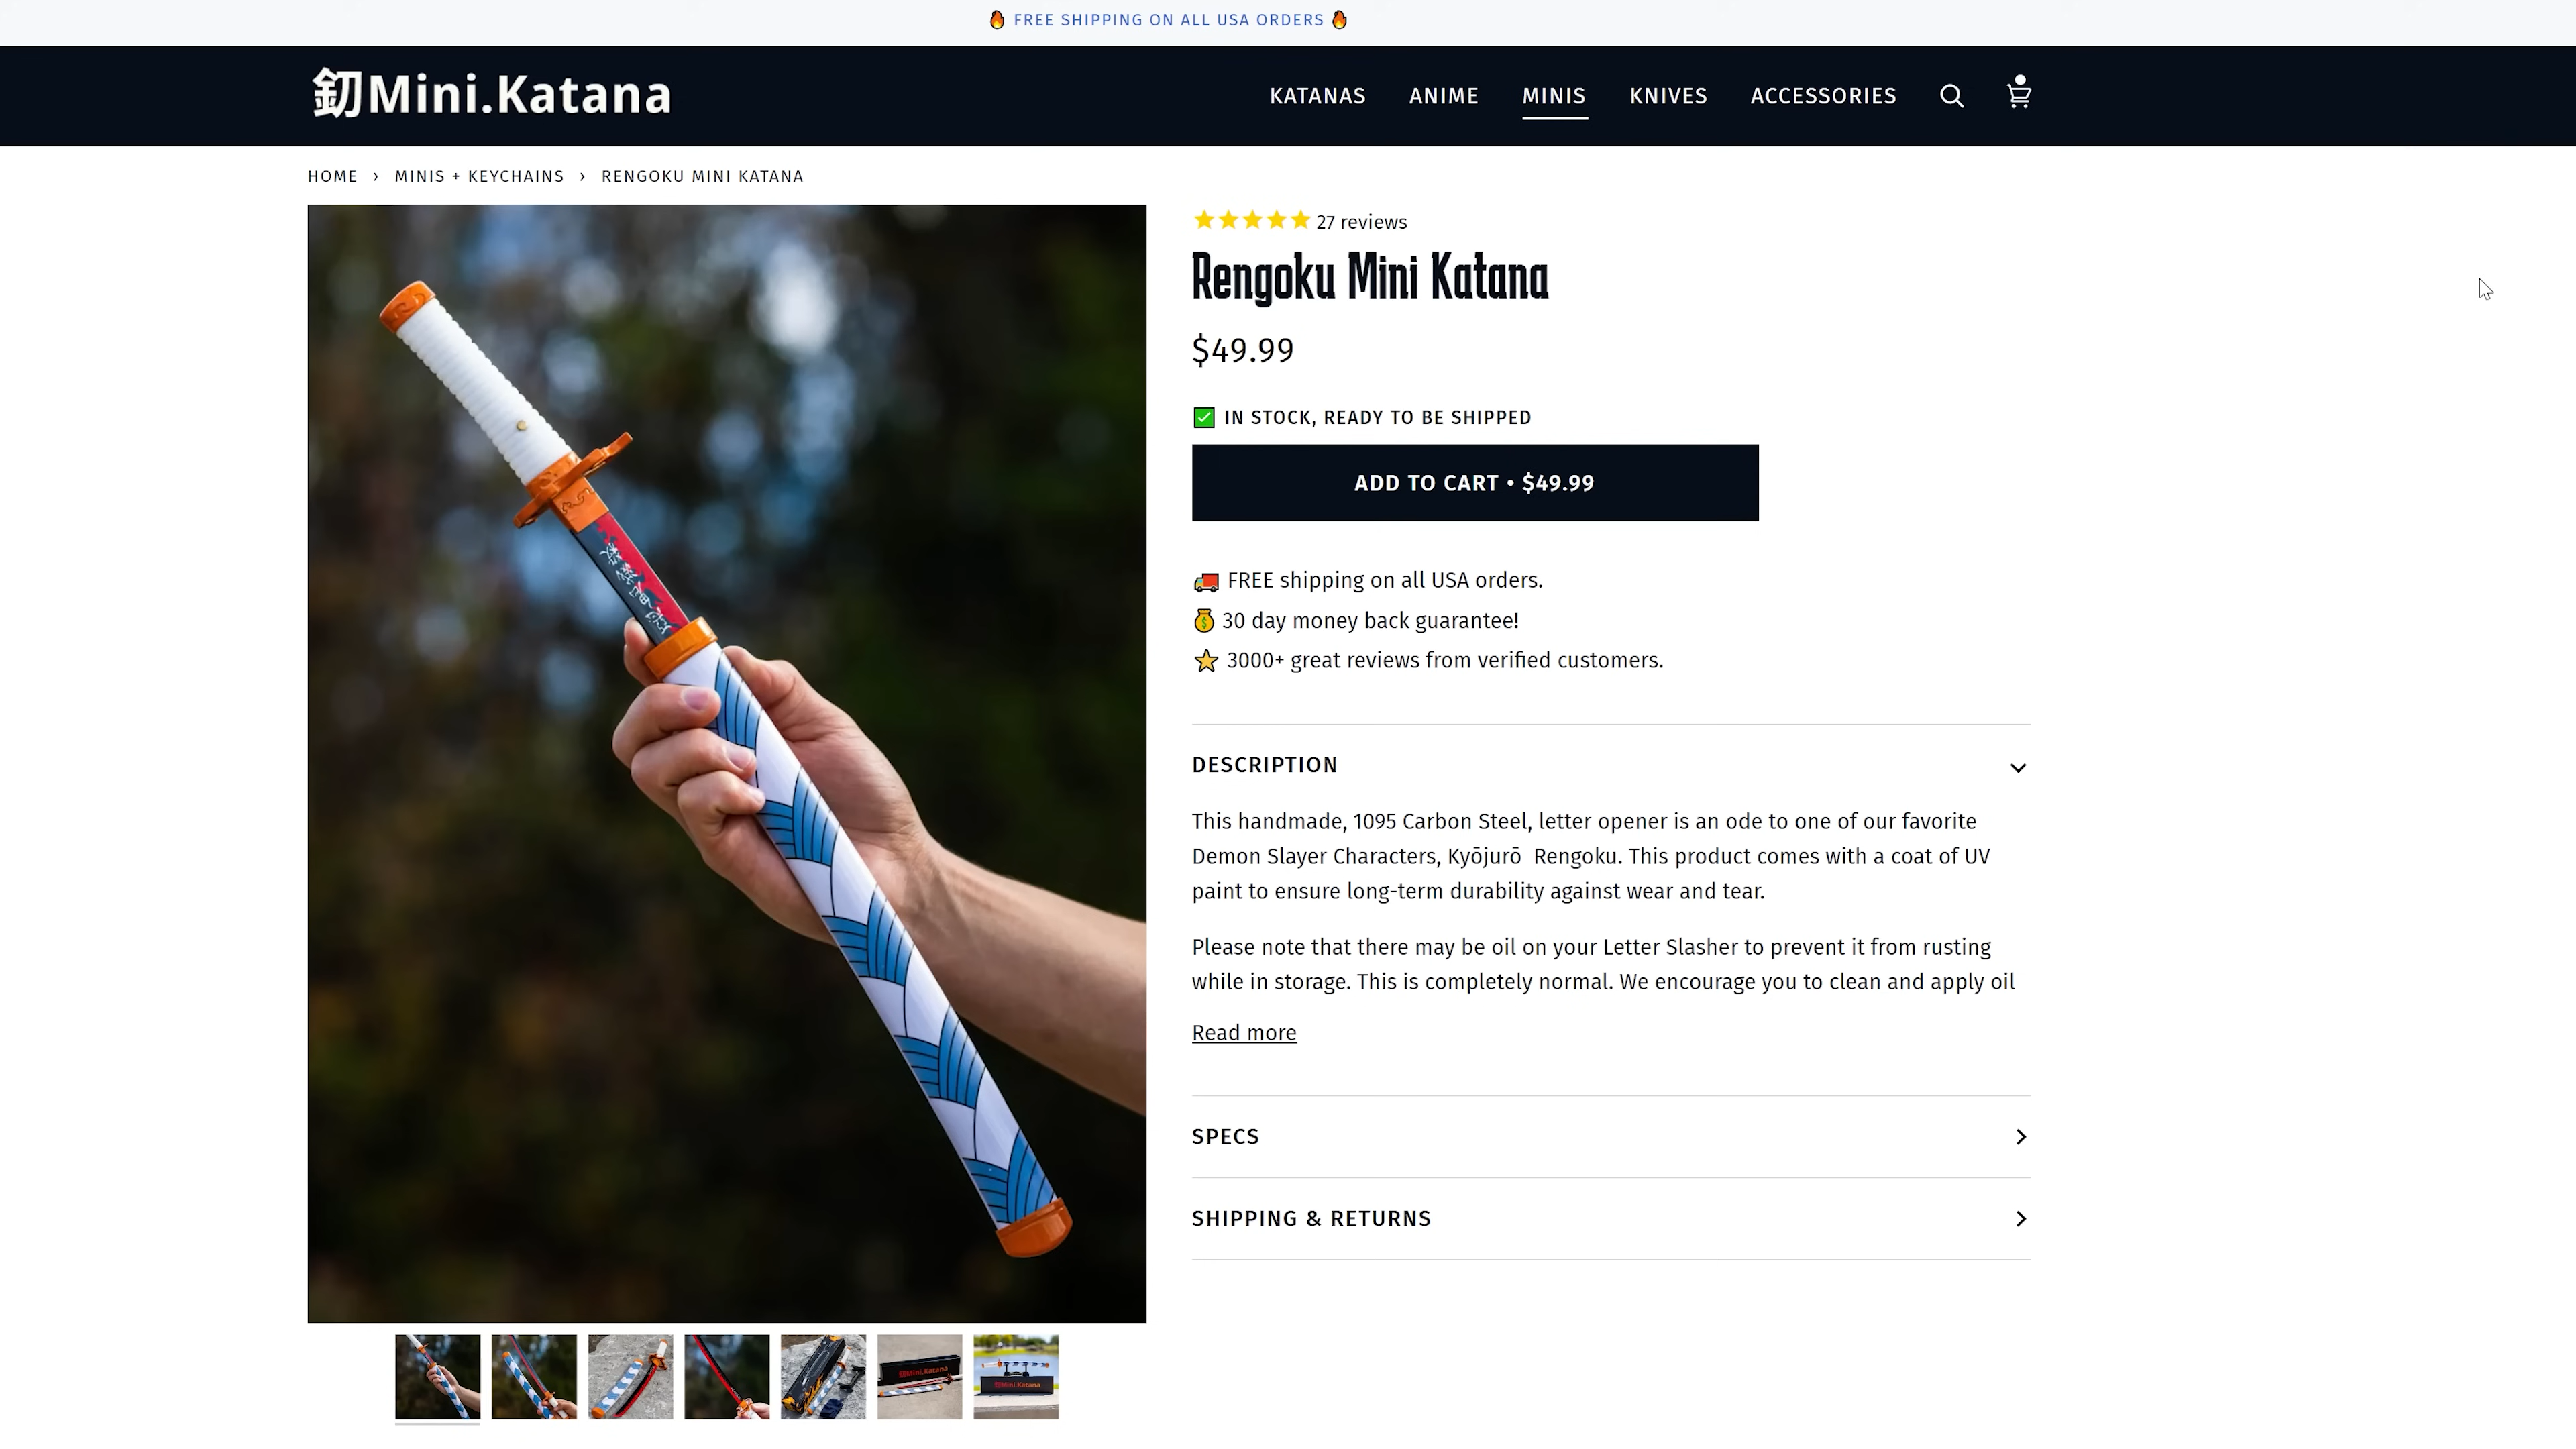 🔥 FREE SHIPPING ON ALL USA ORDERS 🔥
釖Mini.Katana
KATANAS
ANIME
MINIS
KNIVES
ACCESSORIES
HOME › MINIS + KEYCHAINS › RENGOKU MINI KATANA
27 reviews
Rengoku Mini Katana
$49.99
✅ IN STOCK, READY TO BE SHIPPED
ADD TO CART • $49.99
🚚 FREE shipping on all USA orders.
💰 30 day money back guarantee!
⭐ 3000+ great reviews from verified customers.
DESCRIPTION
This handmade, 1095 Carbon Steel, letter opener is an ode to one of our favorite
Demon Slayer Characters, Kyōjurō Rengoku. This product comes with a coat of UV
paint to ensure long-term durability against wear and tear.
Please note that there may be oil on your Letter Slasher to prevent it from rusting
while in storage. This is completely normal. We encourage you to clean and apply oil
Read more
SPECS
SHIPPING & RETURNS
Mini.Katana
Mini.Katana